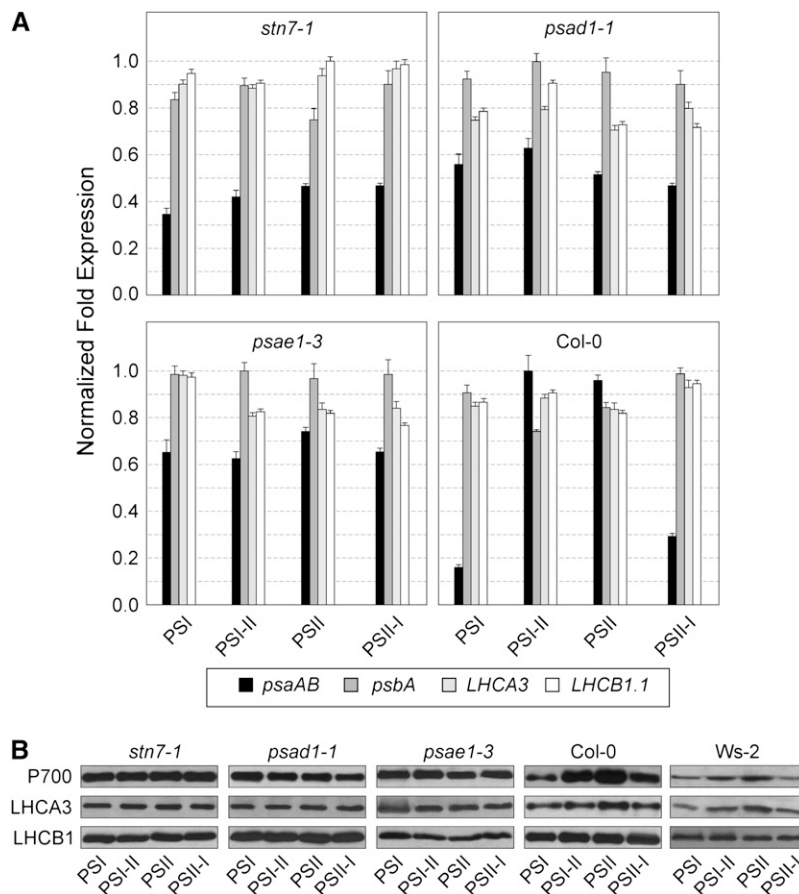 A
stn7-1
psad1-1
Normalized Fold Expression
1.0
0.8
0.6
0.4
0.2
0.0
psae1-3
Col-0
1.0
0.8
0.6
0.4
0.2
0.0
PSI
PSI-II
PSII
PSII-I
PSI
PSI-II
PSII
PSII-I
psaAB psbA LHCA3 LHCB1.1
B
stn7-1 psad1-1 psae1-3 Col-0 Ws-2
P700
LHCA3
LHCB1
PSI PSI-II PSII PSII-I PSI PSI-II PSII PSII-I PSI PSI-II PSII PSII-I PSI PSI-II PSII PSII-I PSI PSI-II PSII PSII-I